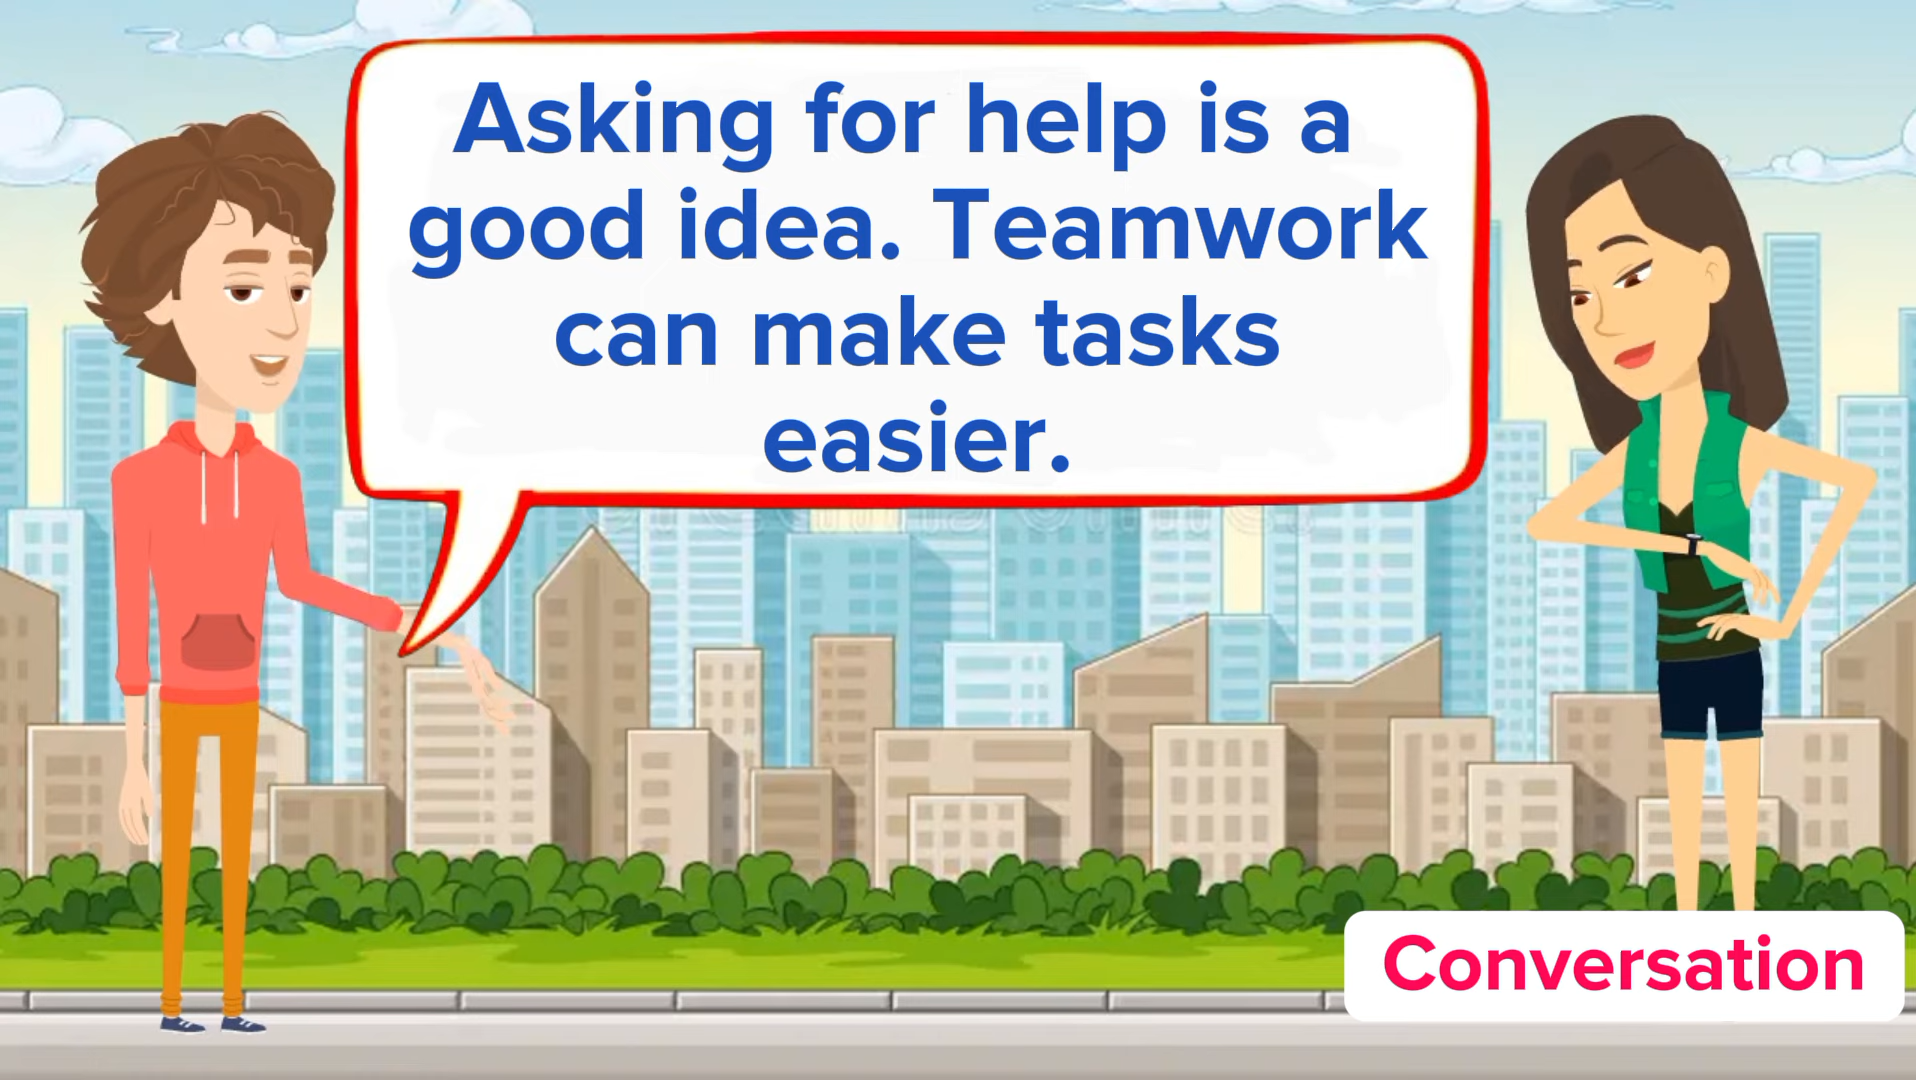 Asking for help is a
good idea. Teamwork
can make tasks
easier.
Conversation